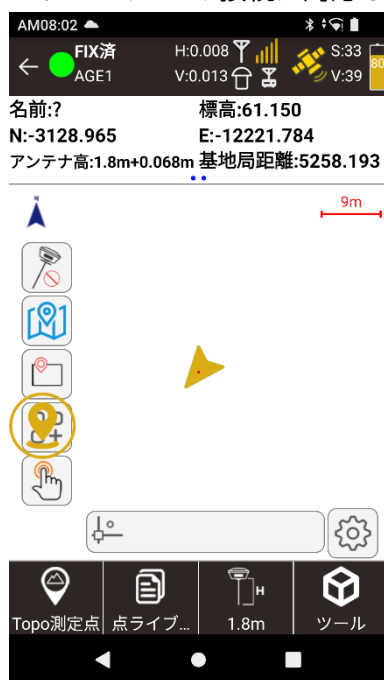 AM08:02
FIX済 H:0.008 S:33
AGE1 V:0.013 V:39
80
名前:? 標高:61.150
N:-3128.965 E:-12221.784
アンテナ高:1.8m+0.068m 基地局距離:5258.193
N
9m
H
Topo測定点 点ライブ... 1.8m ツール